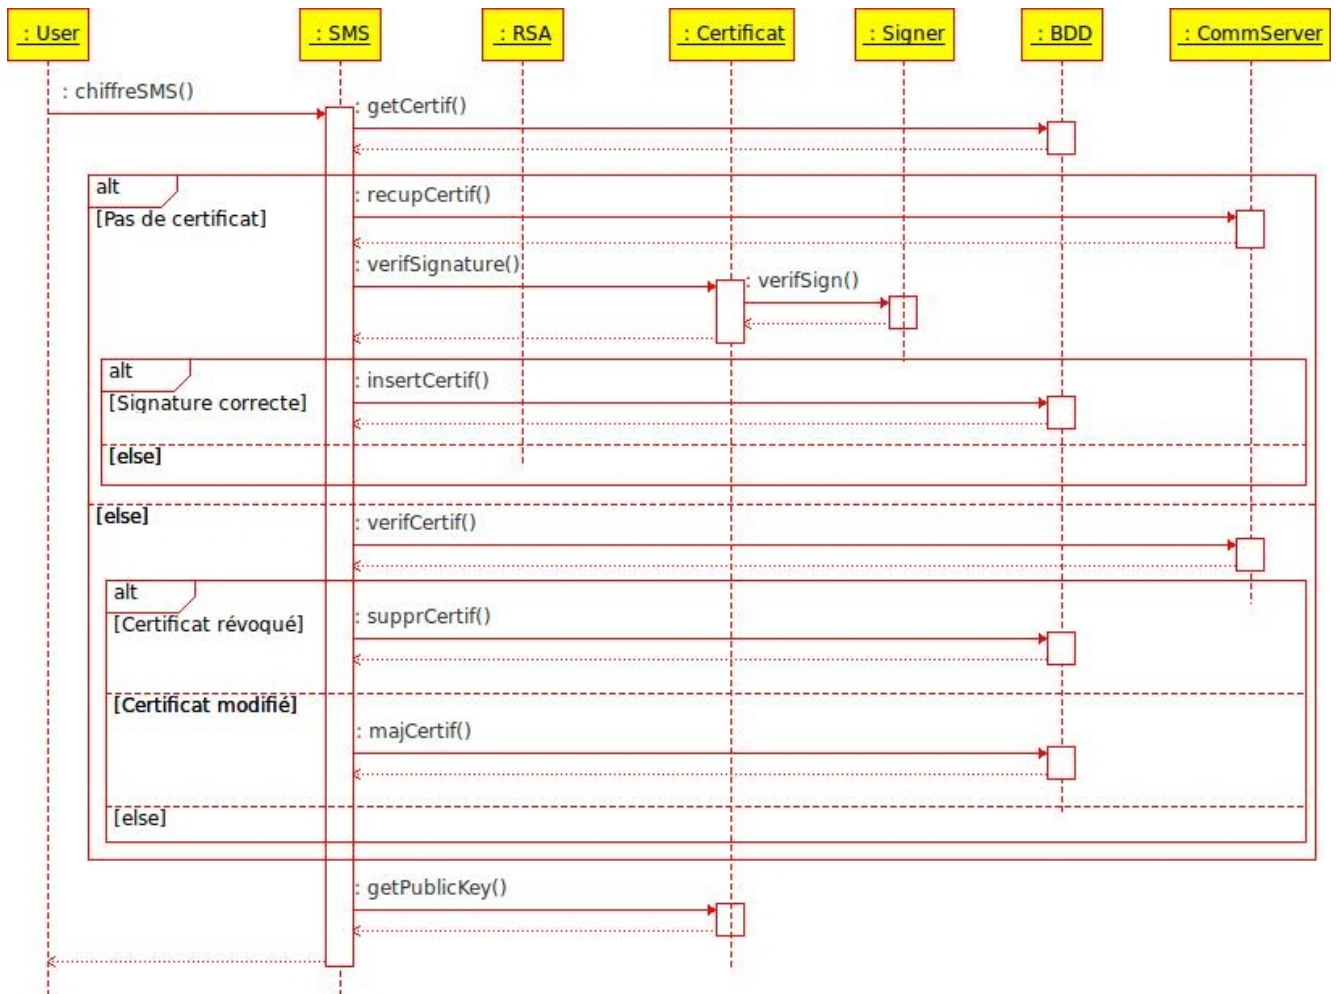 : User : SMS : RSA : Certificat : Signer : BDD : CommServer
: chiffreSMS()
: getCertif()
alt
: recupCertif()
[Pas de certificat]
: verifSignature()
: verifSign()
alt
: insertCertif()
[Signature correcte]
[else]
[else]
: verifCertif()
alt
: supprCertif()
[Certificat révoqué]
[Certificat modifié]
: majCertif()
[else]
: getPublicKey()